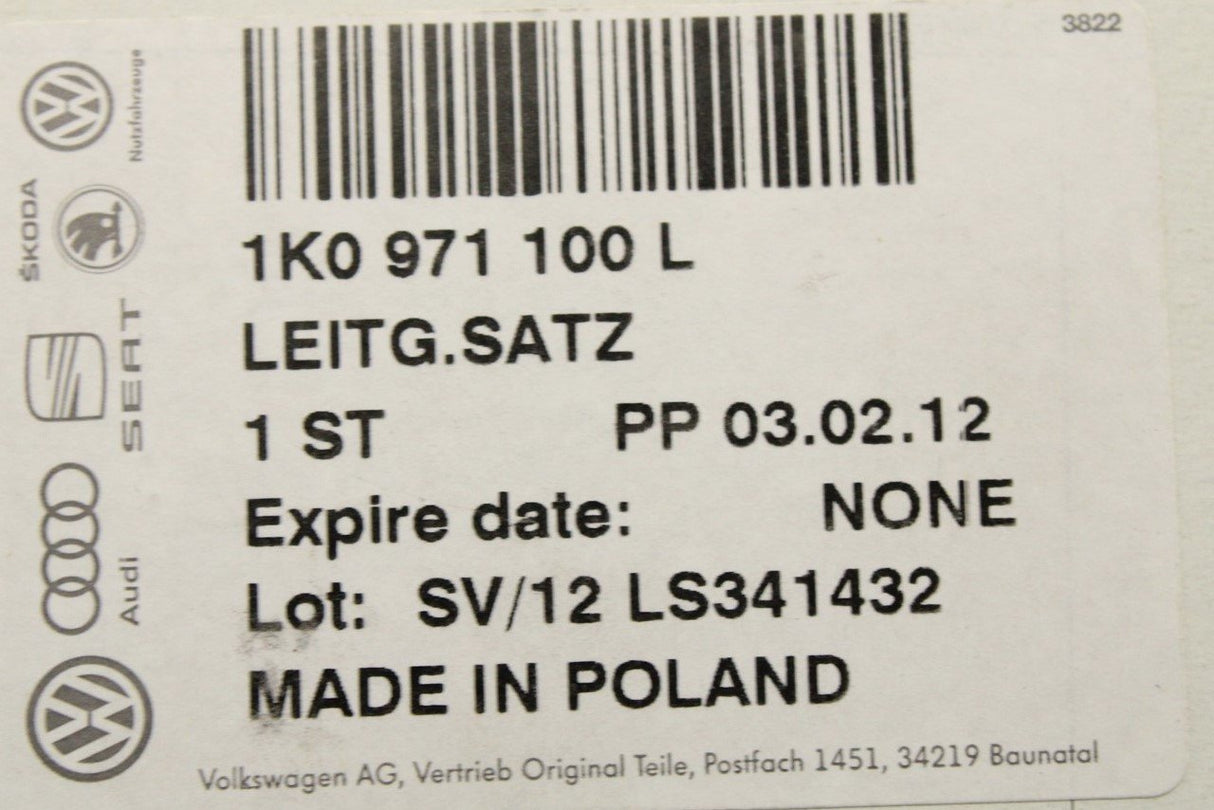 3822
1K0 971 100 L
LEITG.SATZ
1 ST PP 03.02.12
Expire date: NONE
Lot: SV/12 LS341432
MADE IN POLAND
Volkswagen AG, Vertrieb Original Teile, Postfach 1451, 34219 Baunatal
Nutzfahrzeuge
ŠKODA
SEAT
Audi